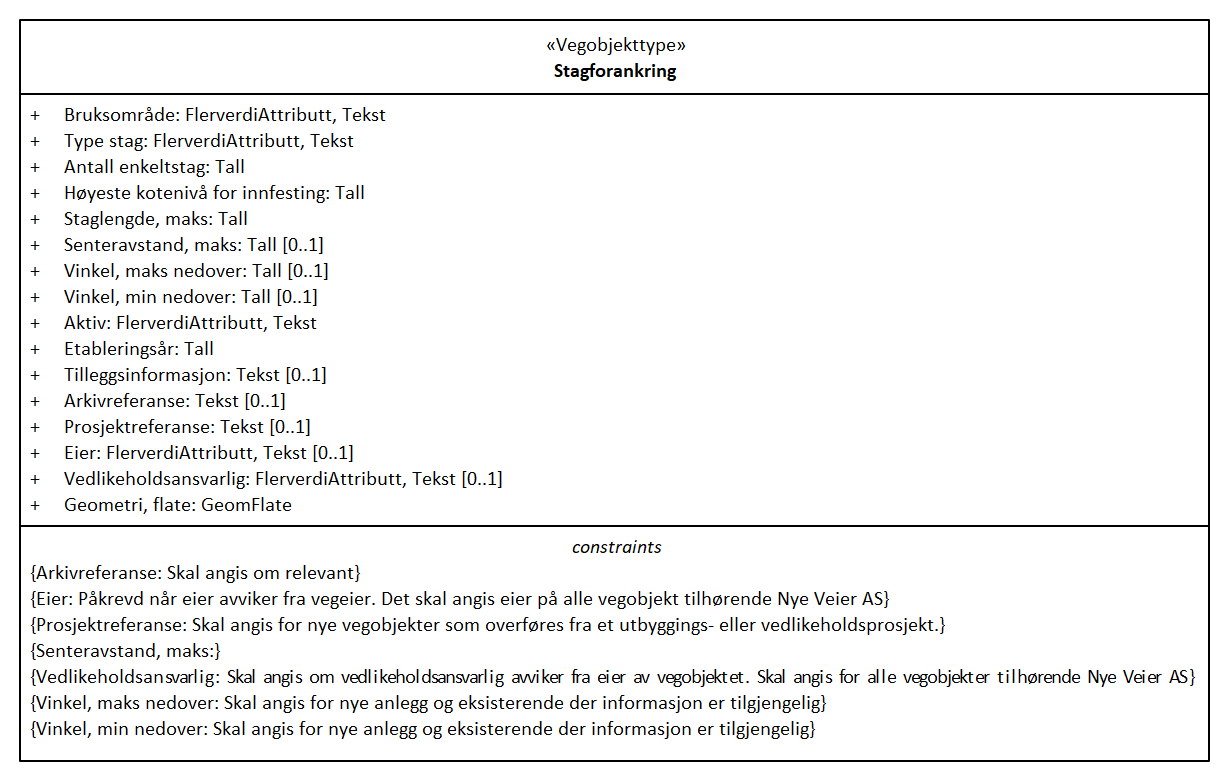 «Vegobjekttype»
Stagforankring
+ Bruksområde: FlerverdiAttributt, Tekst
+ Type stag: FlerverdiAttributt, Tekst
+ Antall enkeltstag: Tall
+ Høyeste kotenivå for innfesting: Tall
+ Staglengde, maks: Tall
+ Senteravstand, maks: Tall [0..1]
+ Vinkel, maks nedover: Tall [0..1]
+ Vinkel, min nedover: Tall [0..1]
+ Aktiv: FlerverdiAttributt, Tekst
+ Etableringsår: Tall
+ Tilleggsinformasjon: Tekst [0..1]
+ Arkivreferanse: Tekst [0..1]
+ Prosjektreferanse: Tekst [0..1]
+ Eier: FlerverdiAttributt, Tekst [0..1]
+ Vedlikeholdsansvarlig: FlerverdiAttributt, Tekst [0..1]
+ Geometri, flate: GeomFlate
constraints
{Arkivreferanse: Skal angis om relevant}
{Eier: Påkrevd når eier avviker fra vegeier. Det skal angis eier på alle vegobjekt tilhørende Nye Veier AS}
{Prosjektreferanse: Skal angis for nye vegobjekter som overføres fra et utbyggings- eller vedlikeholdsprosjekt.}
{Senteravstand, maks:}
{Vedlikeholdsansvarlig: Skal angis om vedlikeholdsansvarlig avviker fra eier av vegobjektet. Skal angis for alle vegobjekter tilhørende Nye Veier AS}
{Vinkel, maks nedover: Skal angis for nye anlegg og eksisterende der informasjon er tilgjengelig}
{Vinkel, min nedover: Skal angis for nye anlegg og eksisterende der informasjon er tilgjengelig}